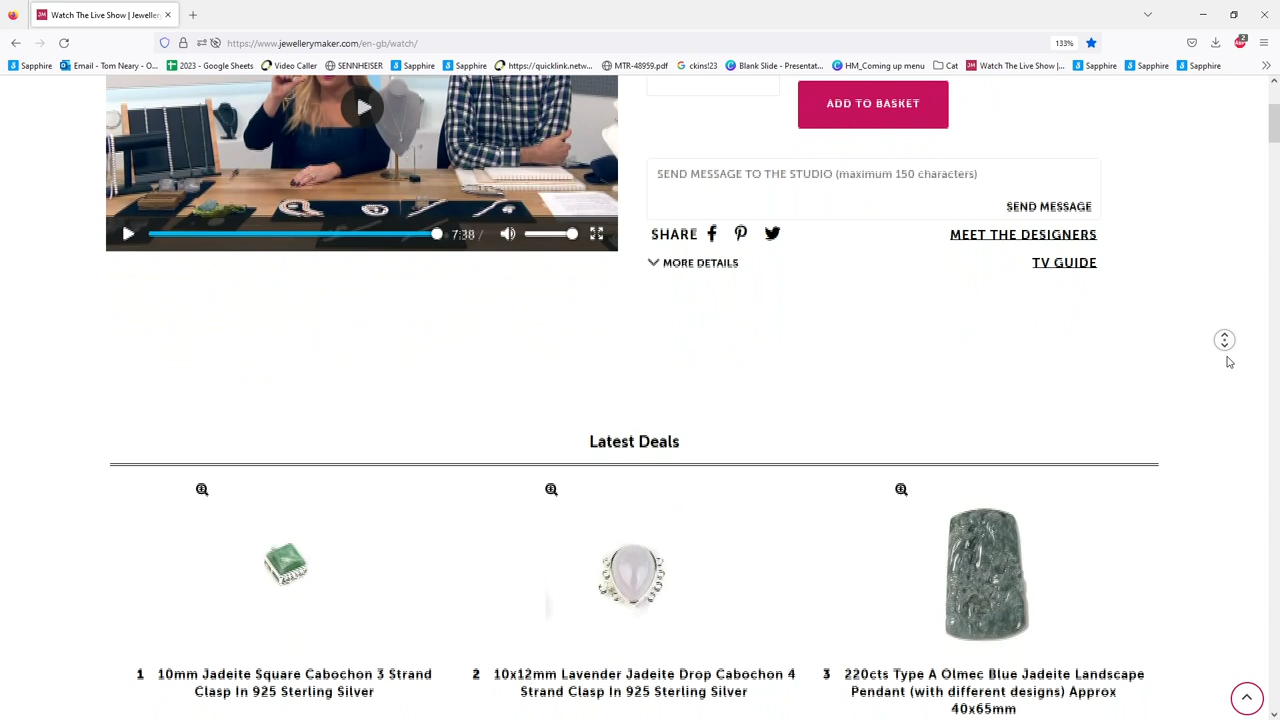 Watch The Live Show | Jeweller
https://www.jewellerymaker.com/en-gb/watch/
133%
2
Sapphire
Email - Tom Neary - O...
2023 - Google Sheets
Video Caller
SENNHEISER
Sapphire
Sapphire
https://quicklink.netw...
MTR-48959.pdf
ckins!23
Blank Slide - Presentat...
HM_Coming up menu
Cat
Watch The Live Show |...
Sapphire
Sapphire
Sapphire
ADD TO BASKET
SEND MESSAGE TO THE STUDIO (maximum 150 characters)
SEND MESSAGE
7:38 /
SHARE
MEET THE DESIGNERS
MORE DETAILS
TV GUIDE
Latest Deals
1 10mm Jadeite Square Cabochon 3 Strand
Clasp In 925 Sterling Silver
2 10x12mm Lavender Jadeite Drop Cabochon 4
Strand Clasp In 925 Sterling Silver
3 220cts Type A Olmec Blue Jadeite Landscape
Pendant (with different designs) Approx
40x65mm